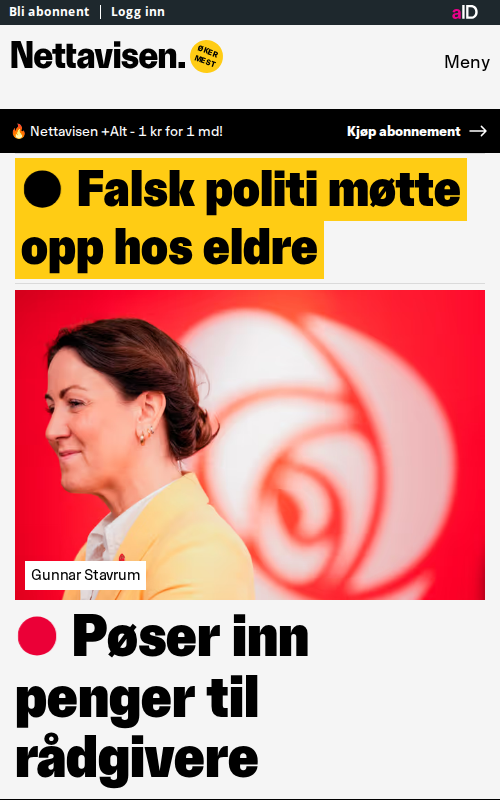 Bli abonnent | Logg inn
aID
Nettavisen.
ØKER
MEST
Meny
🔥 Nettavisen +Alt - 1 kr for 1 md!
Kjøp abonnement →
Falsk politi møtte
opp hos eldre
Gunnar Stavrum
Pøser inn
penger til
rådgivere